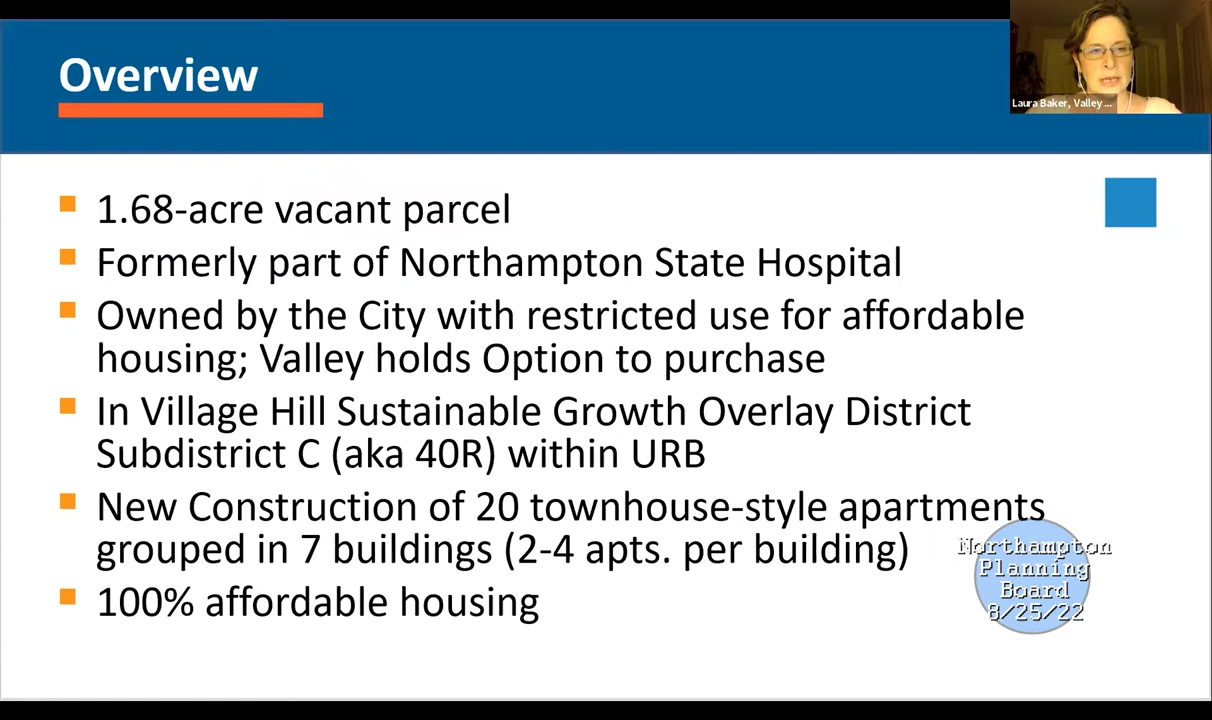 Overview
Laura Baker, Valley ...
1.68-acre vacant parcel
Formerly part of Northampton State Hospital
Owned by the City with restricted use for affordable
housing; Valley holds Option to purchase
In Village Hill Sustainable Growth Overlay District
Subdistrict C (aka 40R) within URB
New Construction of 20 townhouse-style apartments
grouped in 7 buildings (2-4 apts. per building)
100% affordable housing
Northampton
Planning
Board
8/25/22